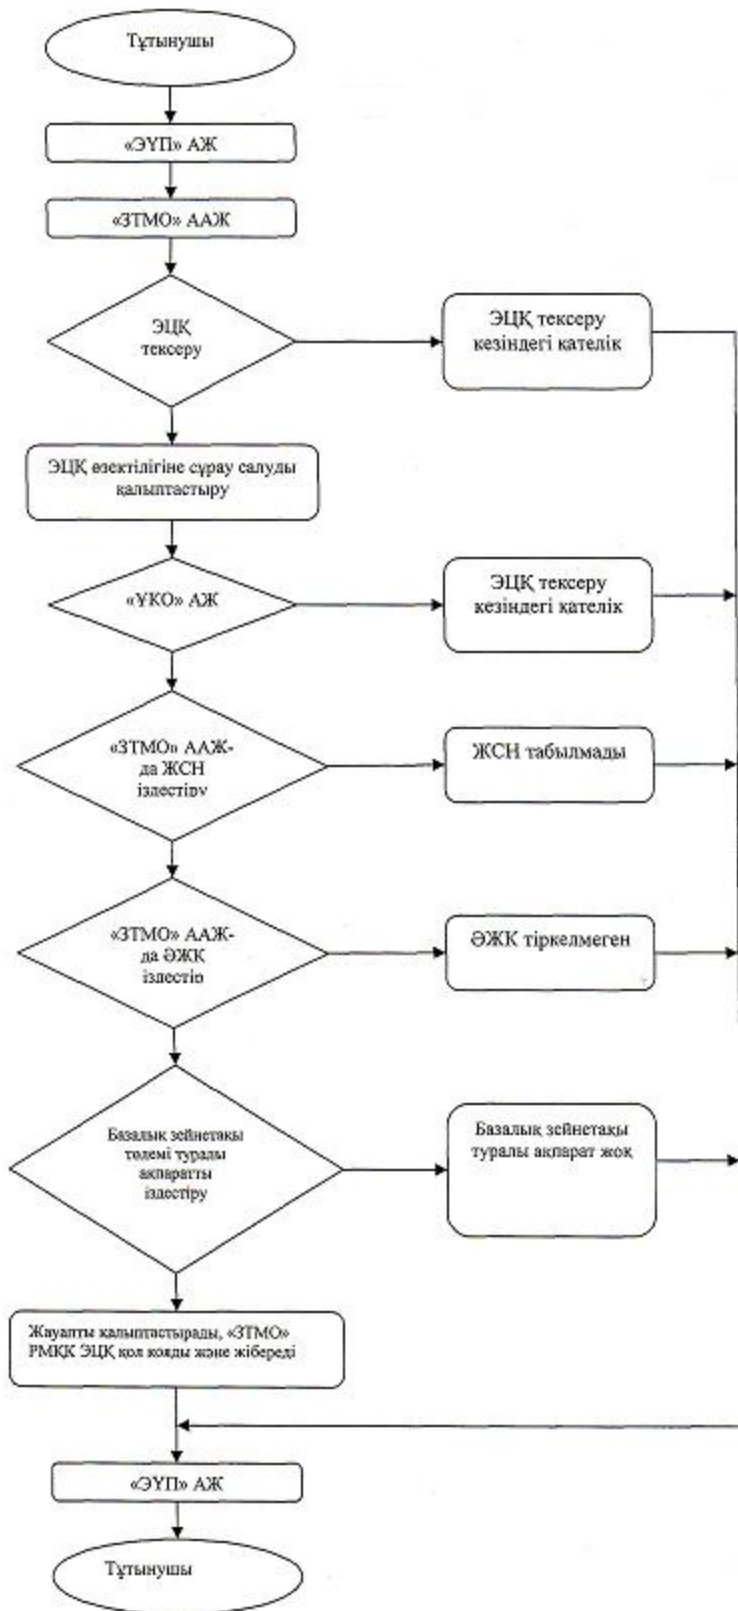 Тұтынушы
«ЭҮП» АЖ
«ЗТМО» ААЖ
ЭЦҚ
тексеру
ЭЦҚ тексеру
кезіндегі қателік
ЭЦҚ өзектілігіне сұрау салуды
қалыптастыру
«ҰКО» АЖ
ЭЦҚ тексеру
кезіндегі қателік
«ЗТМО» ААЖ-
да ЖСН
іздестіру
ЖСН табылмады
«ЗТМО» ААЖ-
да ӘЖК
іздестір
ӘЖК тіркелмеген
Базалық зейнетақы
төлемі туралы
ақпаратты
іздестіру
Базалық зейнетақы
туралы ақпарат жоқ
Жауапты қалыптастырады, «ЗТМО»
РМҚК ЭЦҚ қол қояды және жібереді
«ЭҮП» АЖ
Тұтынушы